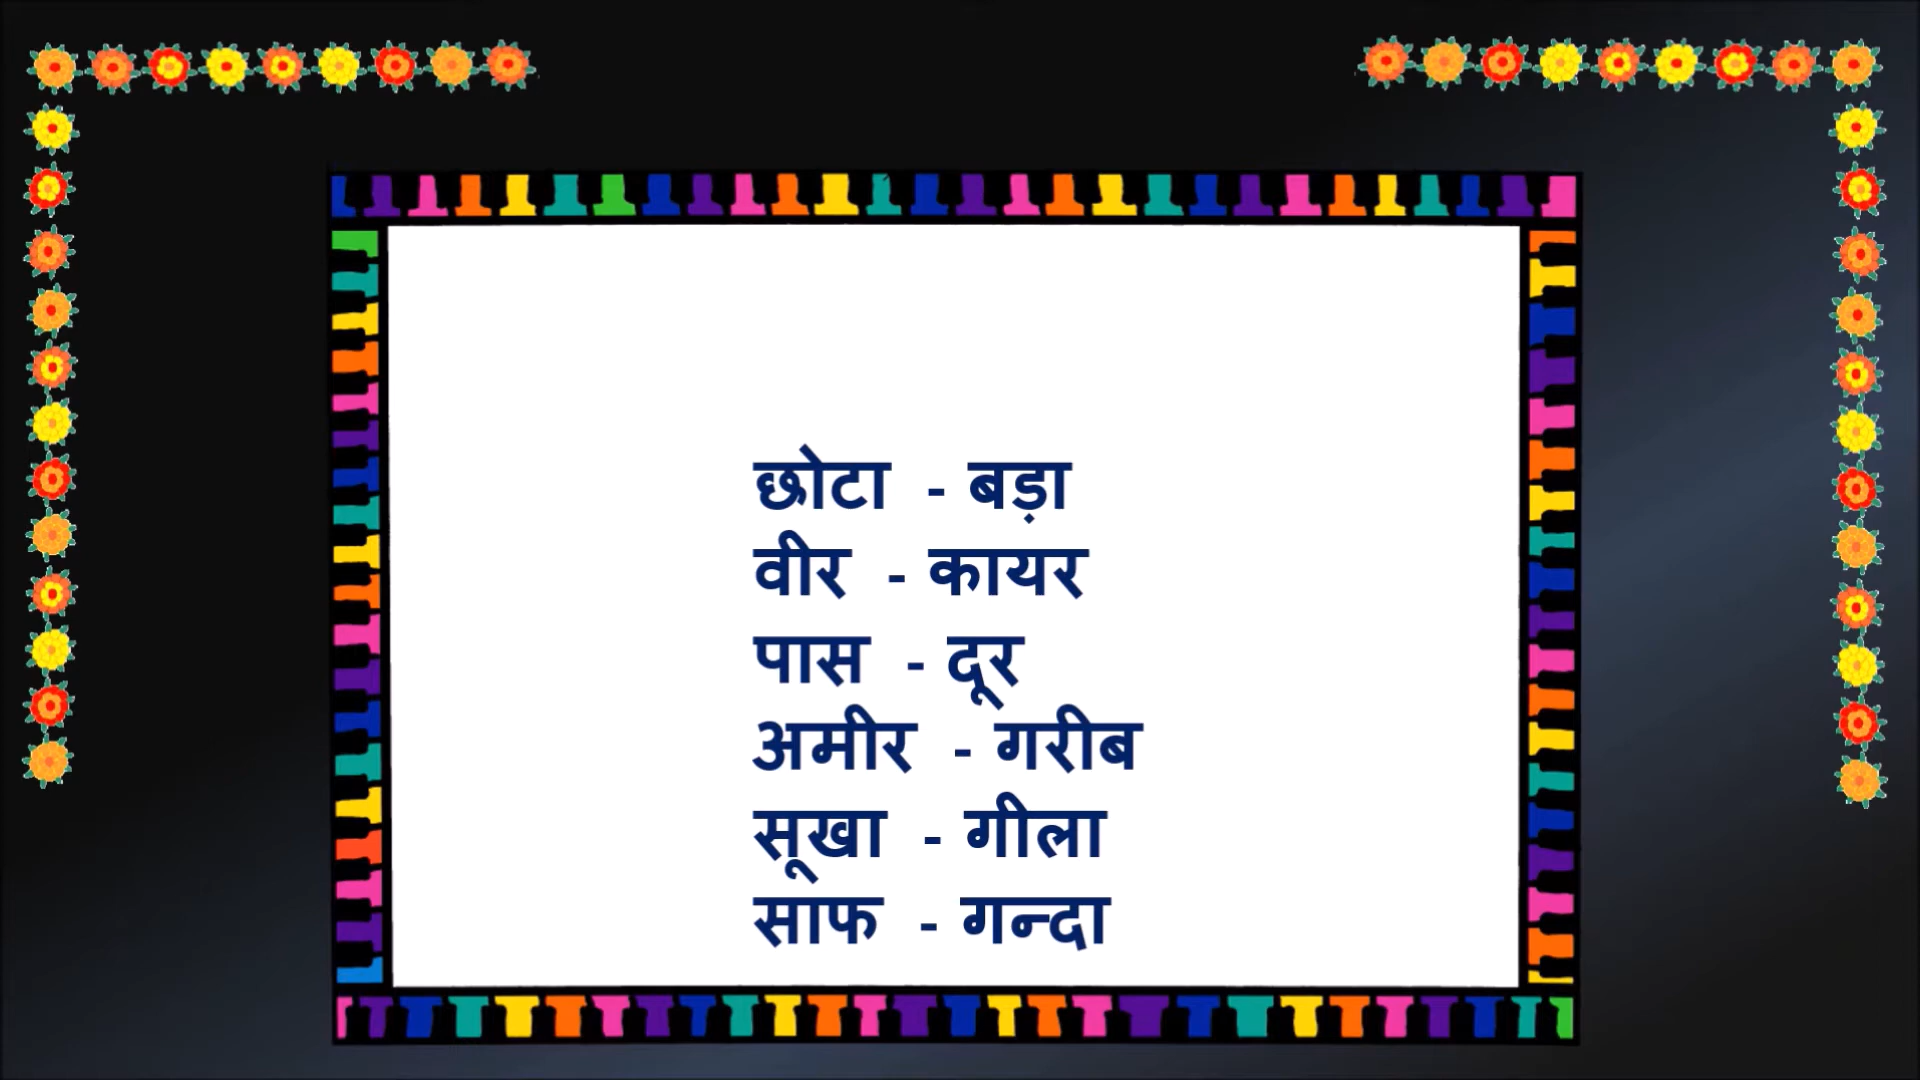 छोटा - बड़ा
वीर - कायर
पास - दूर
अमीर - गरीब
सूखा - गीला
साफ - गन्दा